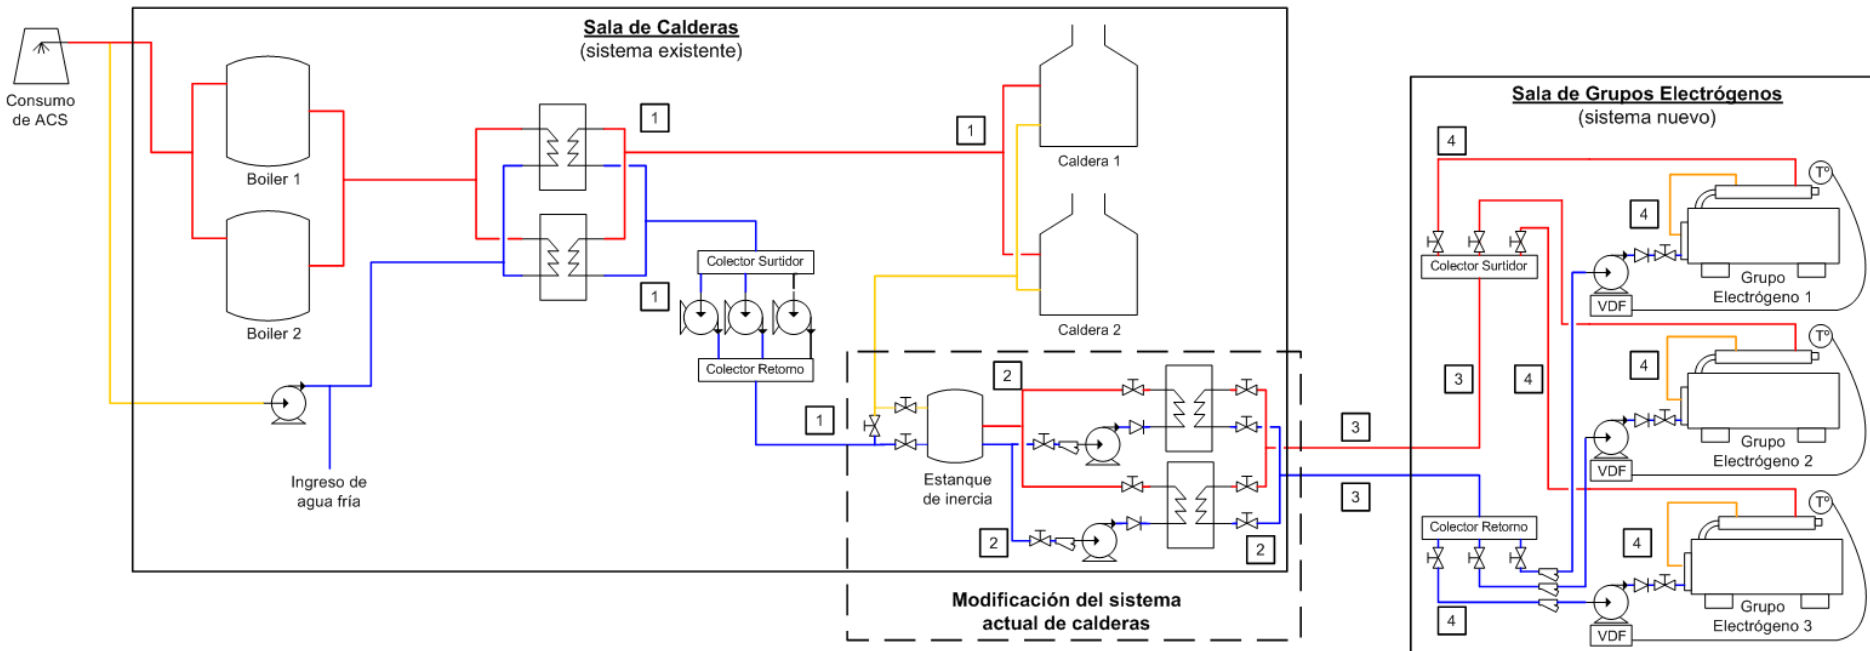 Sala de Calderas
(sistema existente)
Consumo
de ACS
Boiler 1
Boiler 2
1
1
1
Caldera 1
Caldera 2
Colector Surtidor
Colector Retorno
Ingreso de
agua fría
1
2
2
2
Estanque
de inercia
Modificación del sistema
actual de calderas
3
3
Sala de Grupos Electrógenos
(sistema nuevo)
4
4
Colector Surtidor
3
4
Tº
VDF
Grupo
Electrógeno 1
4
Tº
VDF
Grupo
Electrógeno 2
Colector Retorno
4
4
Tº
VDF
Grupo
Electrógeno 3